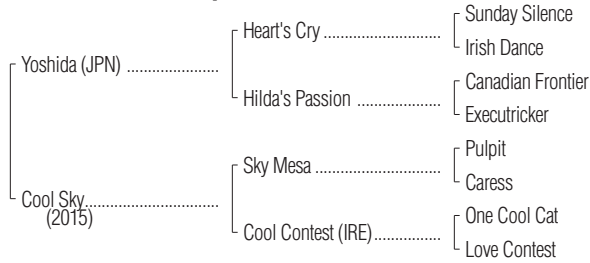 Sunday Silence
Heart's Cry ..............................
Irish Dance
Yoshida (JPN) .......................
Canadian Frontier
Hilda's Passion .....................
Executricker
Pulpit
Sky Mesa ................................
Caress
Cool Sky..................................
(2015)
One Cool Cat
Cool Contest (IRE).................
Love Contest